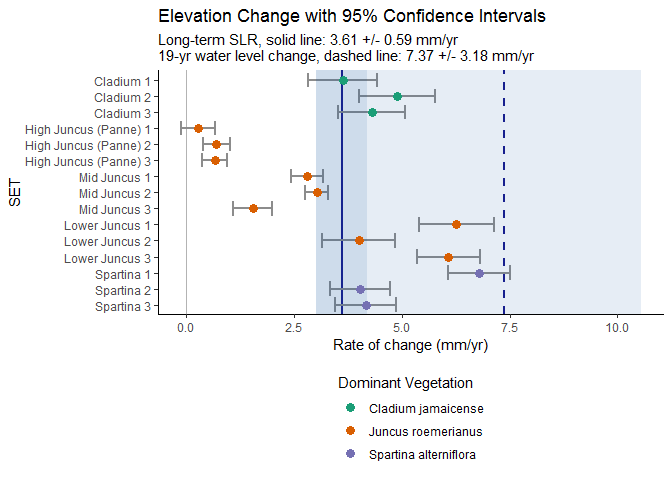 Elevation Change with 95% Confidence Intervals
Long-term SLR, solid line: 3.61 +/- 0.59 mm/yr
19-yr water level change, dashed line: 7.37 +/- 3.18 mm/yr
SET
Cladium 1
Cladium 2
Cladium 3
High Juncus (Panne) 1
High Juncus (Panne) 2
High Juncus (Panne) 3
Mid Juncus 1
Mid Juncus 2
Mid Juncus 3
Lower Juncus 1
Lower Juncus 2
Lower Juncus 3
Spartina 1
Spartina 2
Spartina 3
0.0 2.5 5.0 7.5 10.0
Rate of change (mm/yr)
Dominant Vegetation
Cladium jamaicense
Juncus roemerianus
Spartina alterniflora